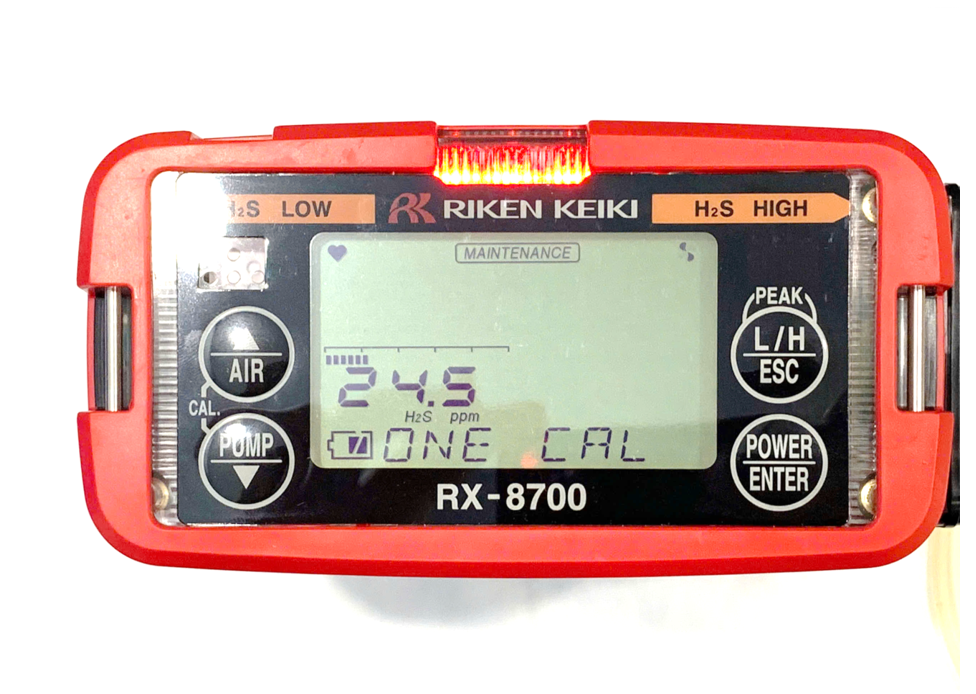 H₂S LOW
RIKEN KEIKI
H₂S HIGH
MAINTENANCE
PEAK
L/H
ESC
AIR
CAL.
PUMP
24.5
H₂S ppm
ONE CAL
POWER
ENTER
RX-8700